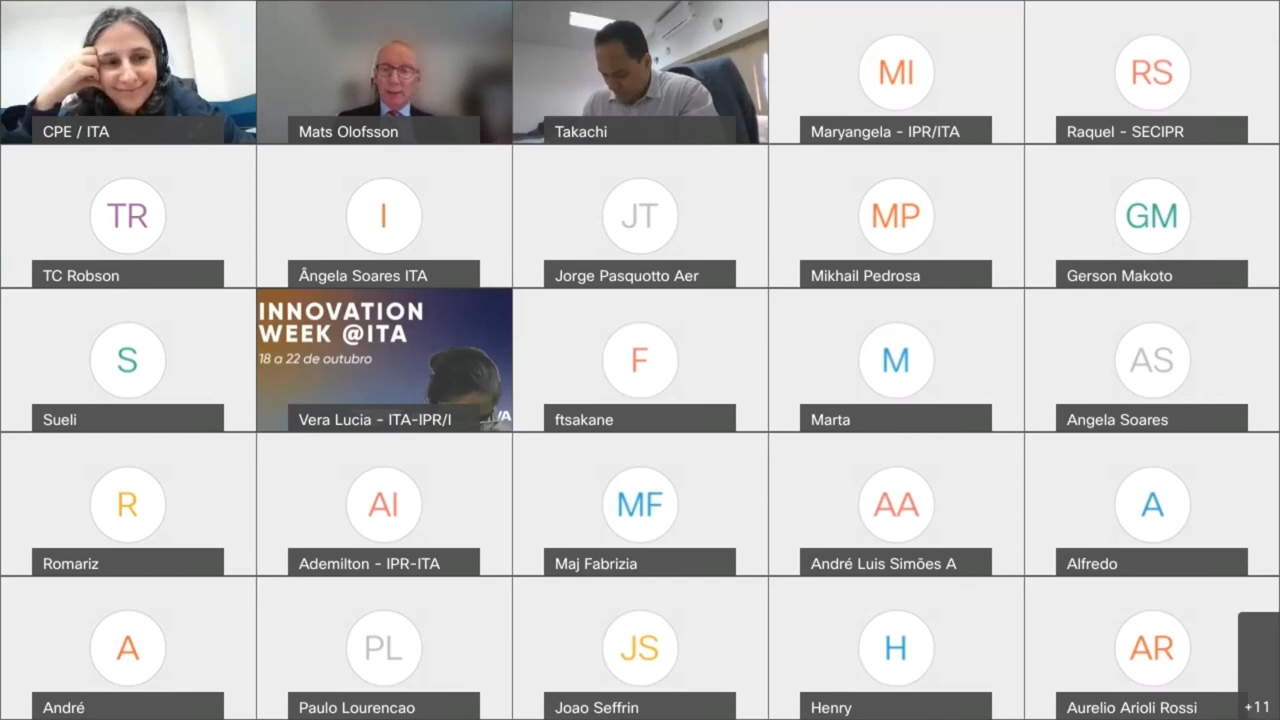 CPE / ITA
Mats Olofsson
Takachi
MI
Maryangela - IPR/ITA
RS
Raquel - SECIPR
TR
TC Robson
I
Ângela Soares ITA
JT
Jorge Pasquotto Aer
MP
Mikhail Pedrosa
GM
Gerson Makoto
S
Sueli
INNOVATION
WEEK @ITA
18 a 22 de outubro
Vera Lucia - ITA-IPR/I
F
ftsakane
M
Marta
AS
Angela Soares
R
Romariz
AI
Ademilton - IPR-ITA
MF
Maj Fabrizia
AA
André Luis Simões A
A
Alfredo
A
André
PL
Paulo Lourencao
JS
Joao Seffrin
H
Henry
AR
Aurelio Arioli Rossi
+11